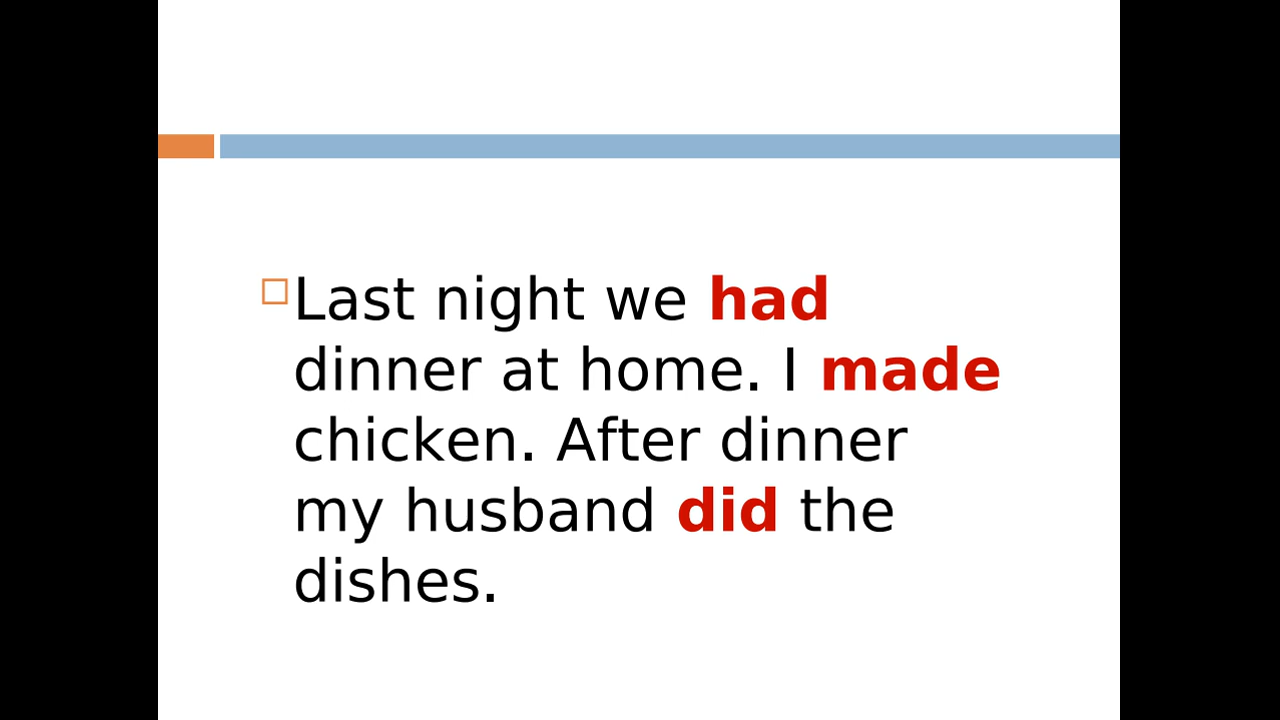 Last night we had
dinner at home. I made
chicken. After dinner
my husband did the
dishes.